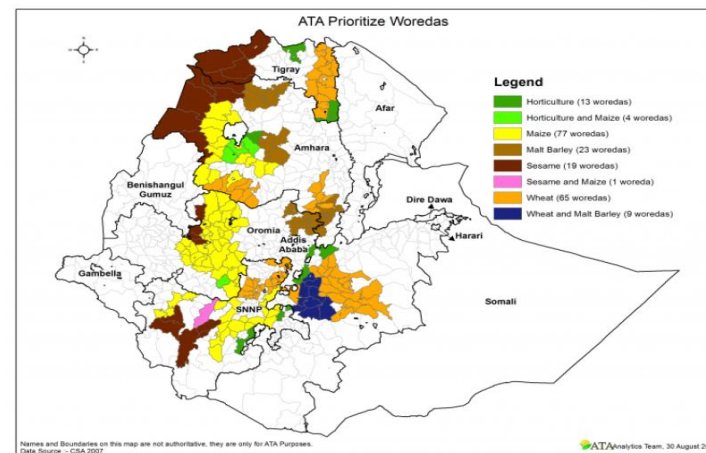 ATA Prioritize Woredas
Tigray
Afar
Amhara
Benishangul
Gumuz
Dire Dawa
Harari
Oromia
Addis
Ababa
Gambella
SNNP
Somali
Legend
Horticulture (13 woredas)
Horticulture and Maize (4 woredas)
Maize (77 woredas)
Malt Barley (23 woredas)
Sesame (19 woredas)
Sesame and Maize (1 woreda)
Wheat (65 woredas)
Wheat and Malt Barley (9 woredas)
Names and Boundaries on this map are not authoritative, they are only for ATA Purposes.
Data Source :- CSA 2007
ATA Analytics Team, 30 August 2